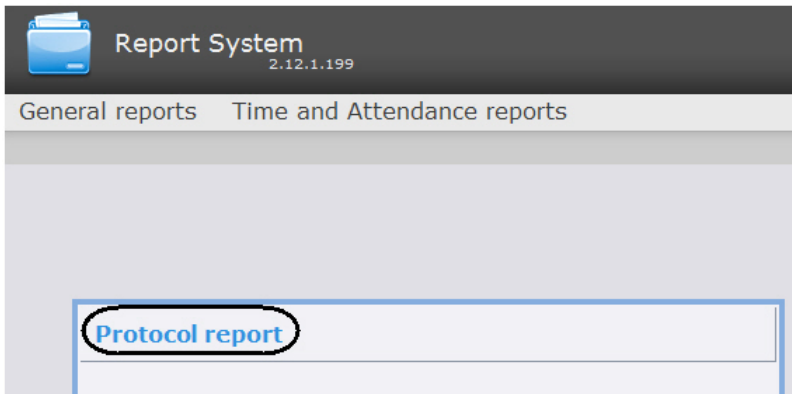 Report System
2.12.1.199
General reports Time and Attendance reports
Protocol report